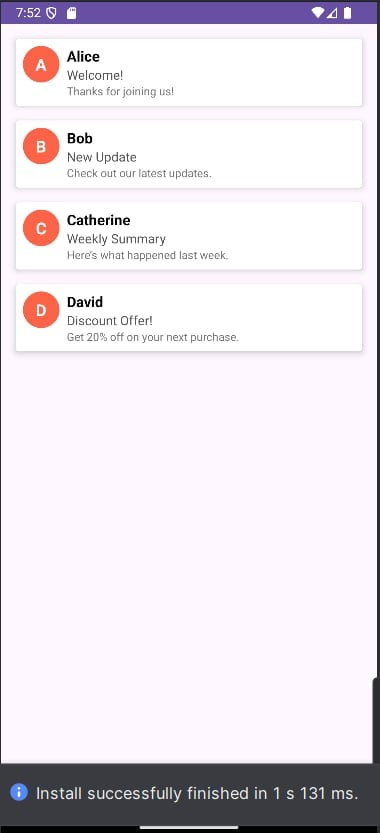 7:52
A
Alice
Welcome!
Thanks for joining us!
B
Bob
New Update
Check out our latest updates.
C
Catherine
Weekly Summary
Here's what happened last week.
D
David
Discount Offer!
Get 20% off on your next purchase.
Install successfully finished in 1 s 131 ms.